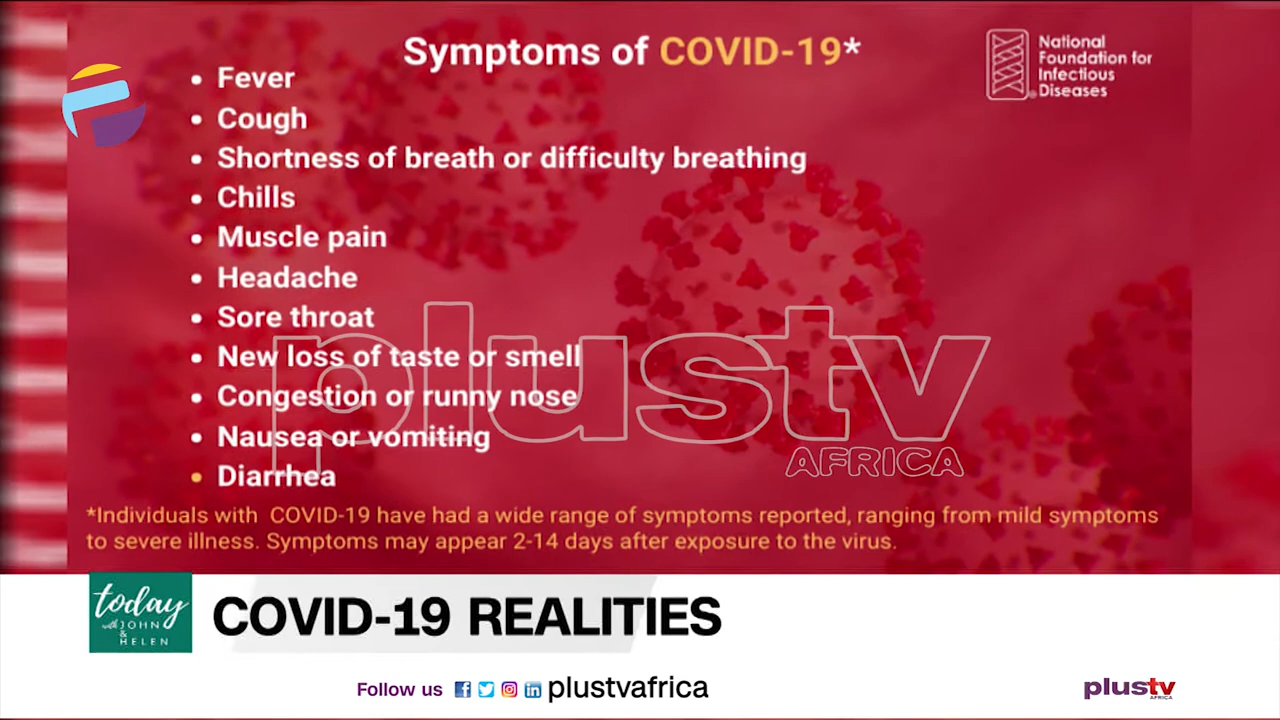 Symptoms of COVID-19*
National
Foundation for
Infectious
Diseases
• Fever
• Cough
• Shortness of breath or difficulty breathing
• Chills
• Muscle pain
• Headache
• Sore throat
• New loss of taste or smell
• Congestion or runny nose
• Nausea or vomiting
• Diarrhea
plustv
AFRICA
*Individuals with COVID-19 have had a wide range of symptoms reported, ranging from mild symptoms
to severe illness. Symptoms may appear 2-14 days after exposure to the virus.
today
with JOHN
&
HELEN
COVID-19 REALITIES
Follow us plustvafrica
plustv
AFRICA